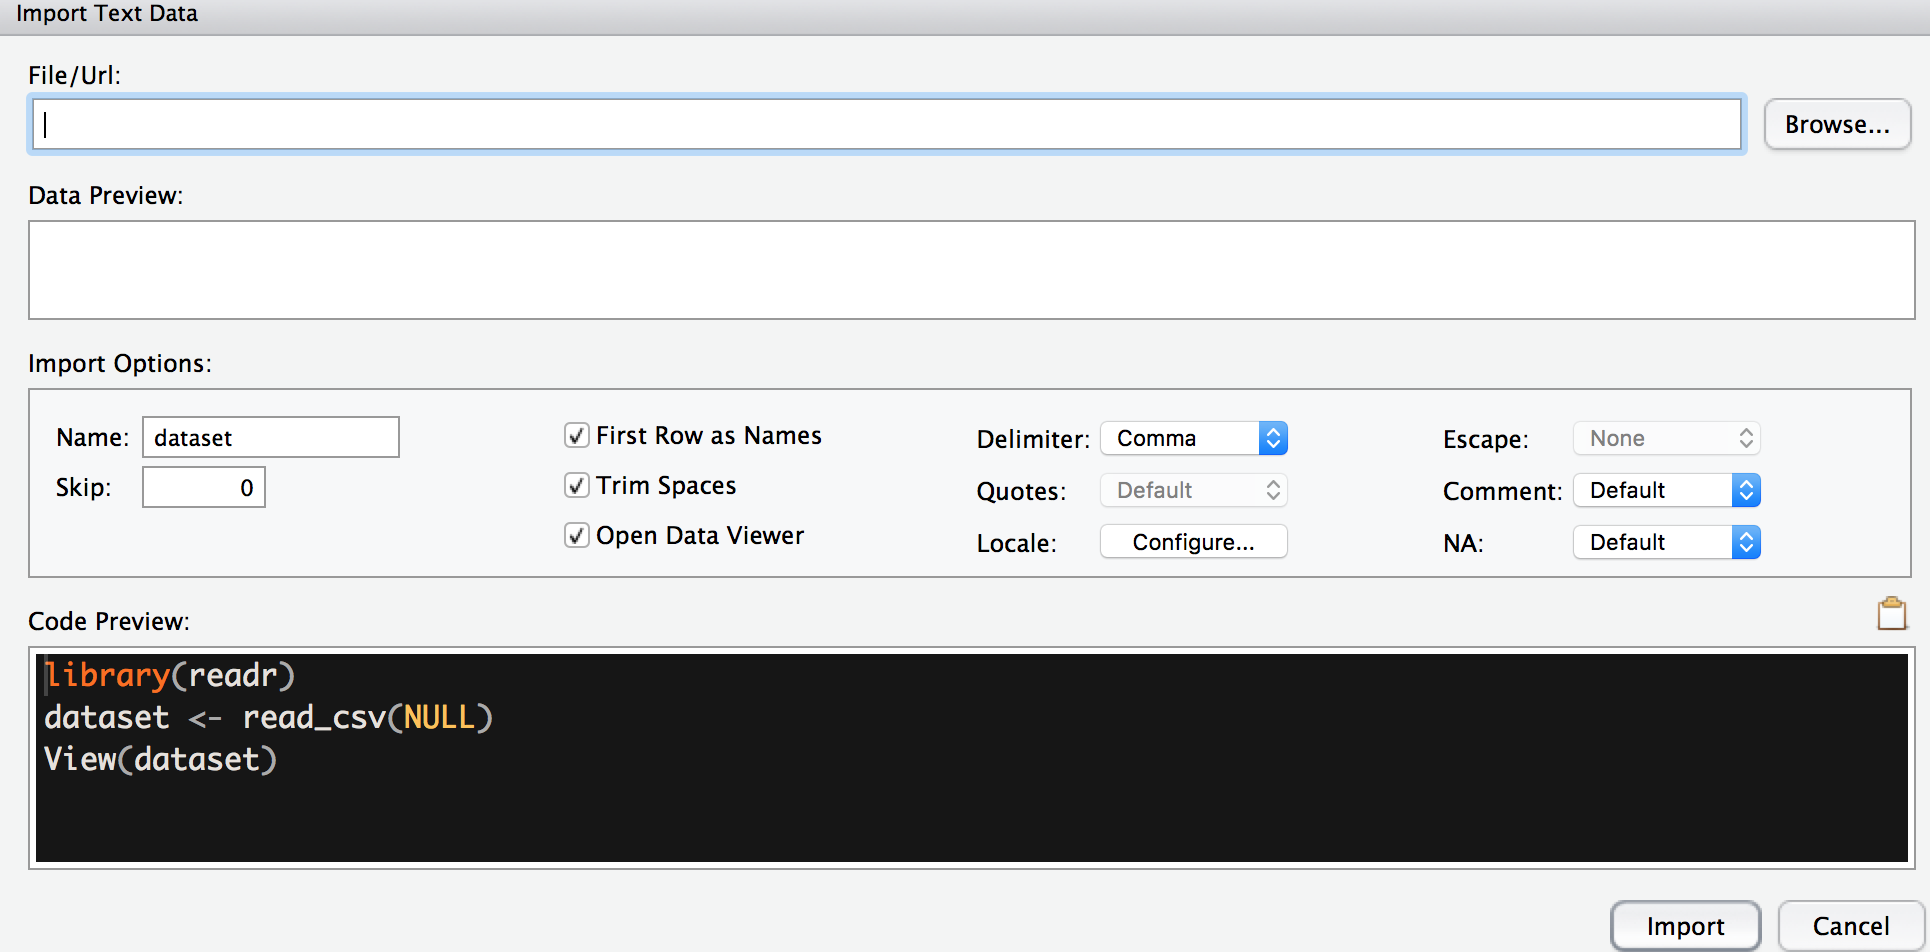 Import Text Data
File/Url:
Browse...
Data Preview:
Import Options:
Name: dataset
Skip: 0
First Row as Names
Trim Spaces
Open Data Viewer
Delimiter: Comma
Quotes: Default
Locale: Configure...
Escape: None
Comment: Default
NA: Default
Code Preview:
library(readr)
dataset <- read_csv(NULL)
View(dataset)
Import
Cancel